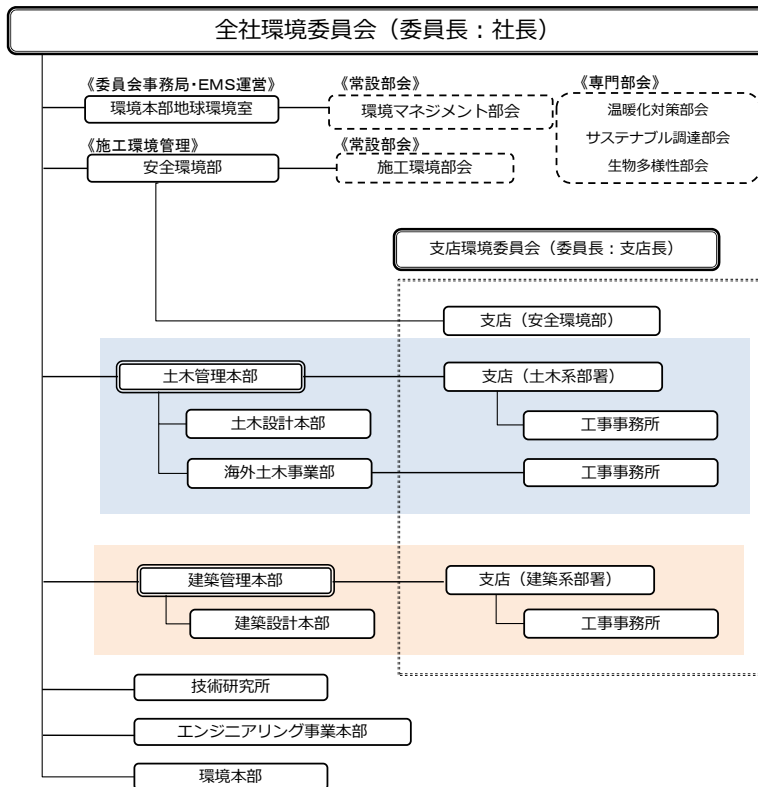 全社環境委員会（委員長：社長）
《委員会事務局・EMS運営》
《常設部会》
《専門部会》
環境本部地球環境室
環境マネジメント部会
温暖化対策部会
サステナブル調達部会
生物多様性部会
《施工環境管理》
《常設部会》
安全環境部
施工環境部会
支店環境委員会（委員長：支店長）
支店（安全環境部）
土木管理本部
支店（土木系部署）
土木設計本部
工事事務所
海外土木事業部
工事事務所
建築管理本部
支店（建築系部署）
建築設計本部
工事事務所
技術研究所
エンジニアリング事業本部
環境本部